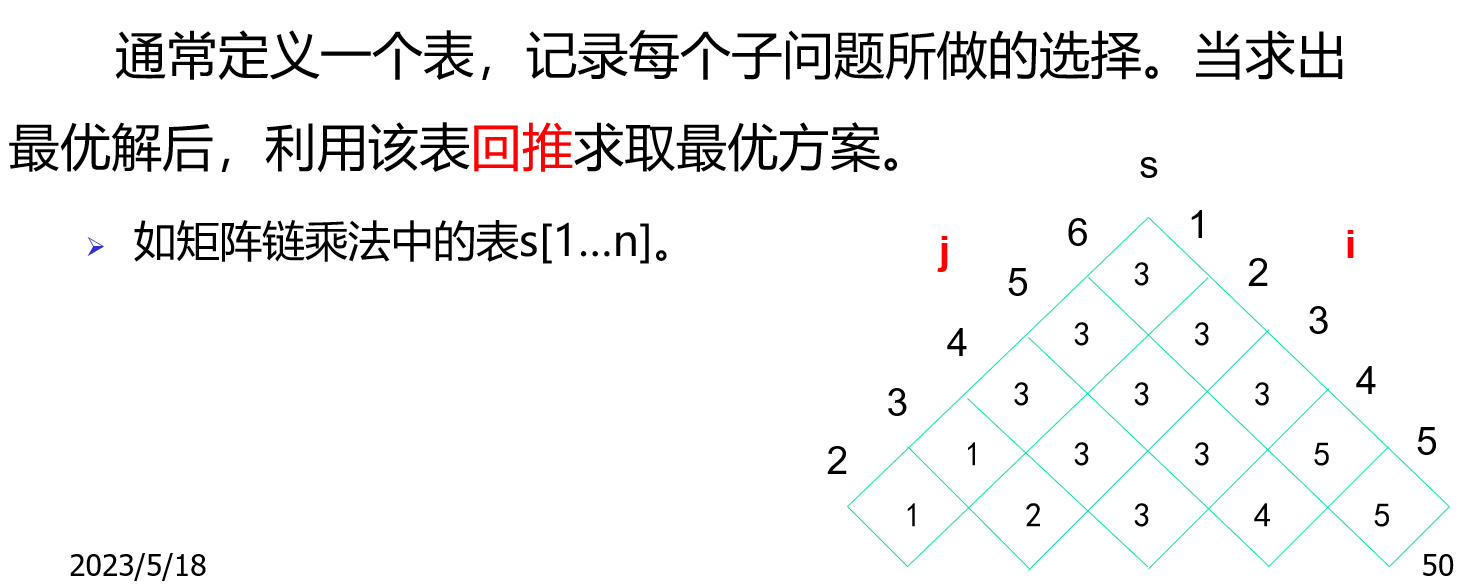 通常定义一个表，记录每个子问题所做的选择。当求出
最优解后，利用该表回推求取最优方案。
➢ 如矩阵链乘法中的表s[1…n]。
s
j 6 1 i
5 3 2
4 3 3 3
3 3 3 3 4
2 1 3 3 5 5
1 2 3 4 5
2023/5/18
50